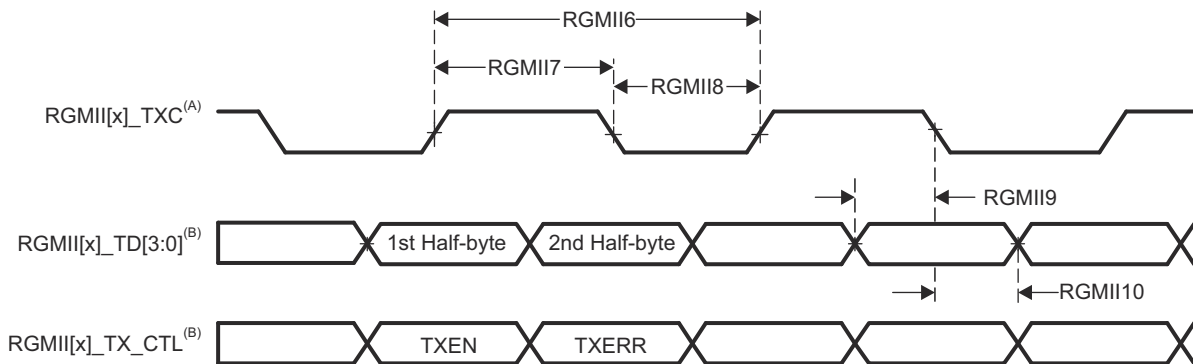 RGMII6
RGMII7
RGMII8
RGMII[x]_TXC(A)
RGMII9
RGMII[x]_TD[3:0](B)
1st Half-byte
2nd Half-byte
RGMII10
RGMII[x]_TX_CTL(B)
TXEN
TXERR